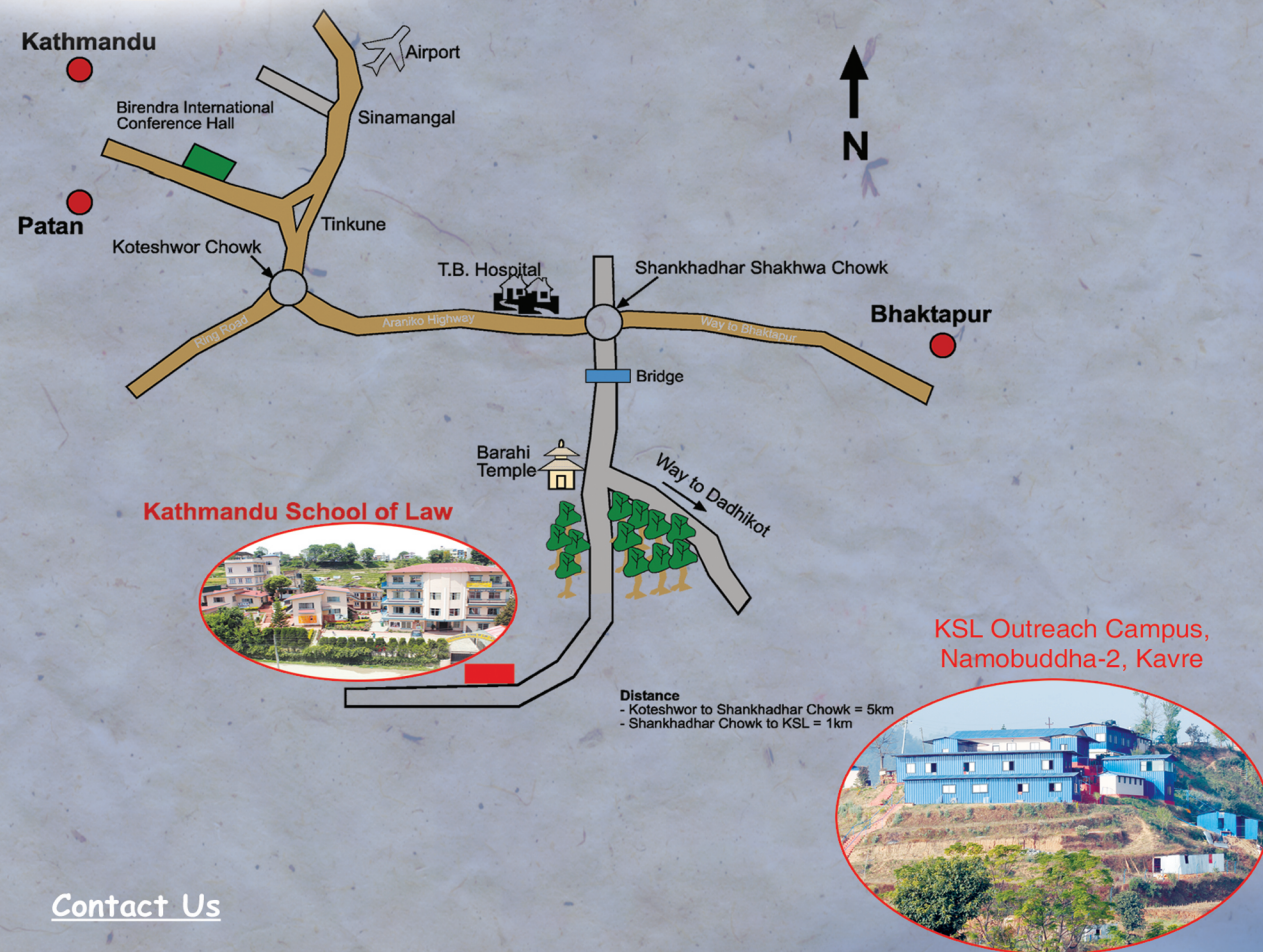 Kathmandu
Airport
Birendra International
Conference Hall
Sinamangal
N
Patan
Tinkune
Koteshwor Chowk
T.B. Hospital
Shankhadhar Shakhwa Chowk
Bhaktapur
Ring Road
Araniko Highway
Way to Bhaktapur
Bridge
Barahi
Temple
Way to Dadhikot
Kathmandu School of Law
KSL Outreach Campus,
Namobuddha-2, Kavre
Distance
- Koteshwor to Shankhadhar Chowk = 5km
- Shankhadhar Chowk to KSL = 1km
Contact Us